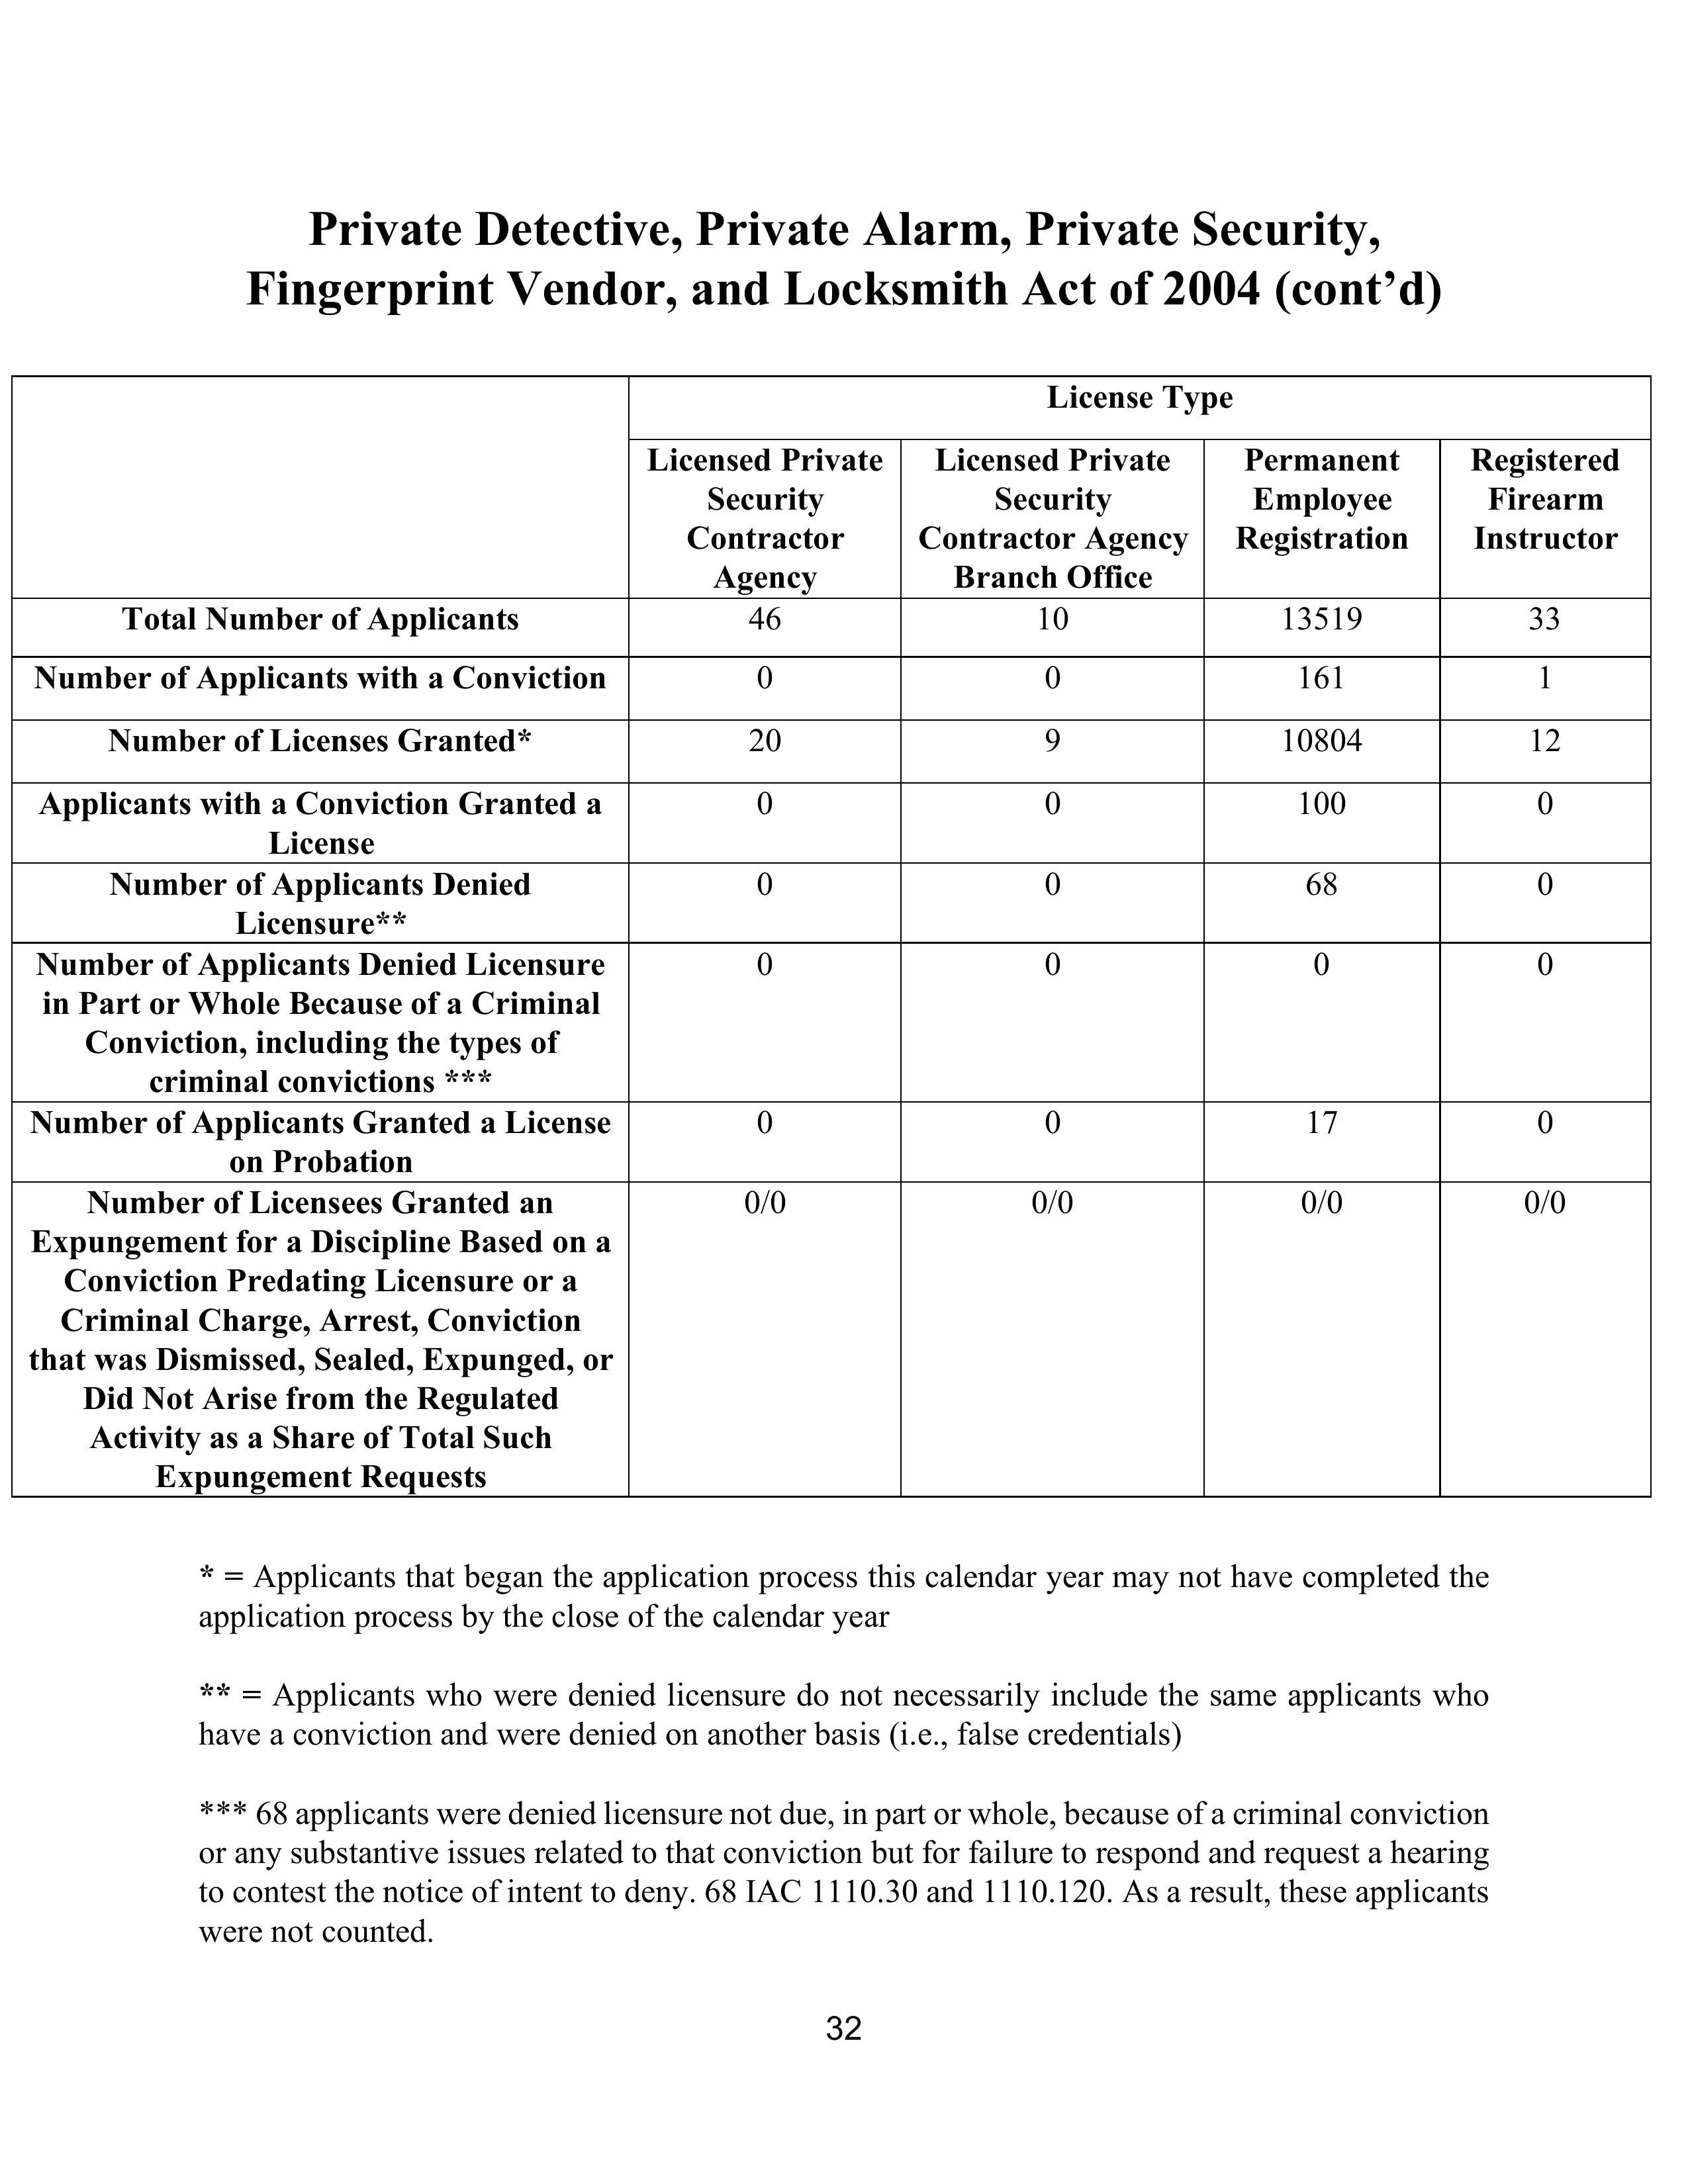 Private Detective, Private Alarm, Private Security,
Fingerprint Vendor, and Locksmith Act of 2004 (cont’d)
License Type
Licensed Private
Security
Contractor
Agency
Licensed Private
Security
Contractor Agency
Branch Office
Permanent
Employee
Registration
Registered
Firearm
Instructor
Total Number of Applicants 46 10 13519 33
Number of Applicants with a Conviction 0 0 161 1
Number of Licenses Granted* 20 9 10804 12
Applicants with a Conviction Granted a 0 0 100 0
License
Number of Applicants Denied 0 0 68 0
Licensure**
Number of Applicants Denied Licensure 0 0 0 0
in Part or Whole Because of a Criminal
Conviction, including the types of
criminal convictions ***
Number of Applicants Granted a License 0 0 17 0
on Probation
Number of Licensees Granted an 0/0 0/0 0/0 0/0
Expungement for a Discipline Based on a
Conviction Predating Licensure or a
Criminal Charge, Arrest, Conviction
that was Dismissed, Sealed, Expunged, or
Did Not Arise from the Regulated
Activity as a Share of Total Such
Expungement Requests
* = Applicants that began the application process this calendar year may not have completed the
application process by the close of the calendar year
** = Applicants who were denied licensure do not necessarily include the same applicants who
have a conviction and were denied on another basis (i.e., false credentials)
*** 68 applicants were denied licensure not due, in part or whole, because of a criminal conviction
or any substantive issues related to that conviction but for failure to respond and request a hearing
to contest the notice of intent to deny. 68 IAC 1110.30 and 1110.120. As a result, these applicants
were not counted.
32